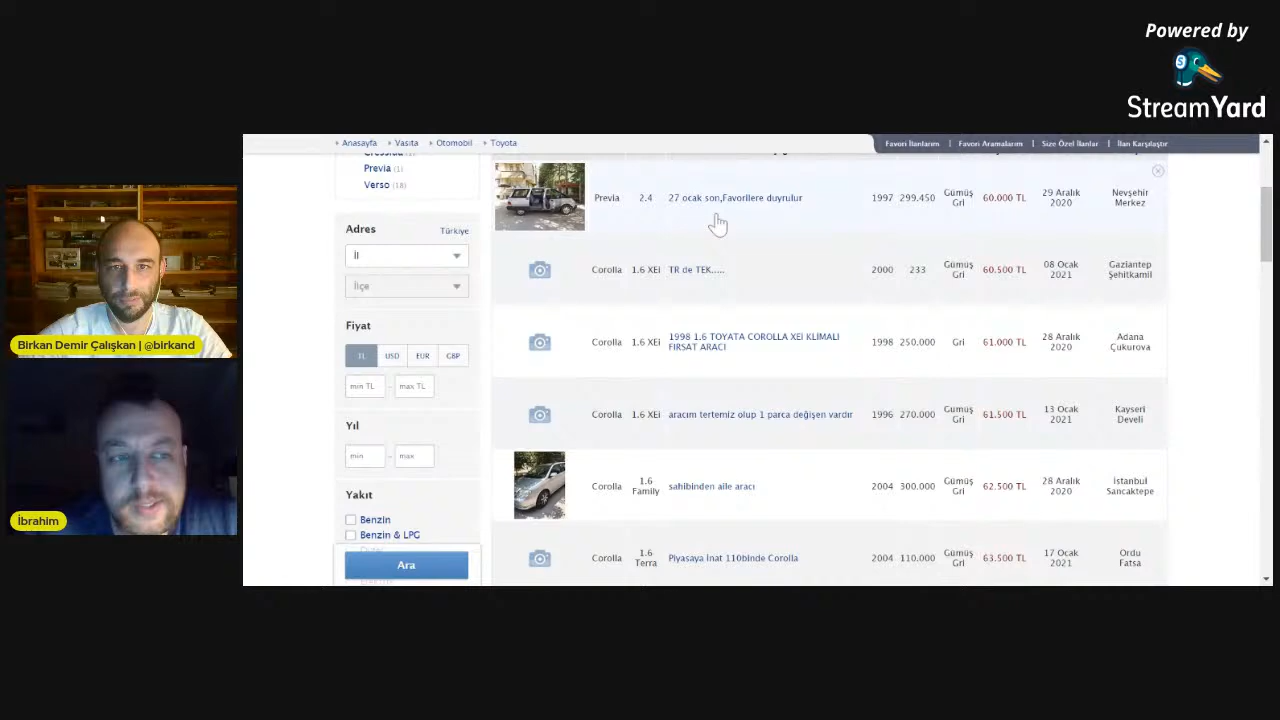 Powered by
StreamYard
Anasayfa Vasıta Otomobil Toyota
Favori İlanlarım | Favori Aramalarım | Size Özel İlanlar | İlan Karşılaştır
Previa (1)
Verso (18)
Adres Türkiye
İl
İlçe
Fiyat
TL USD EUR GBP
min TL - max TL
Yıl
min - max
Yakıt
Benzin
Benzin & LPG
Ara
Previa 2.4 27 ocak son,Favorilere duyrulur 1997 299.450 Gümüş Gri 60.000 TL 29 Aralık 2020 Nevşehir Merkez
Corolla 1.6 XEi TR de TEK..... 2000 233 Gümüş Gri 60.500 TL 08 Ocak 2021 Gaziantep Şehitkamil
Corolla 1.6 XEi 1998 1.6 TOYATA COROLLA XEI KLİMALI FIRSAT ARACI 1998 250.000 Gri 61.000 TL 28 Aralık 2020 Adana Çukurova
Corolla 1.6 XEi aracım tertemiz olup 1 parca değişen vardır 1996 270.000 Gümüş Gri 61.500 TL 13 Ocak 2021 Kayseri Develi
Corolla 1.6 Family sahibinden aile aracı 2004 300.000 Gümüş Gri 62.500 TL 28 Aralık 2020 İstanbul Sancaktepe
Corolla 1.6 Terra Piyasaya İnat 110binde Corolla 2004 110.000 Gümüş Gri 63.500 TL 17 Ocak 2021 Ordu Fatsa
Birkan Demir Çalışkan | @birkand
İbrahim